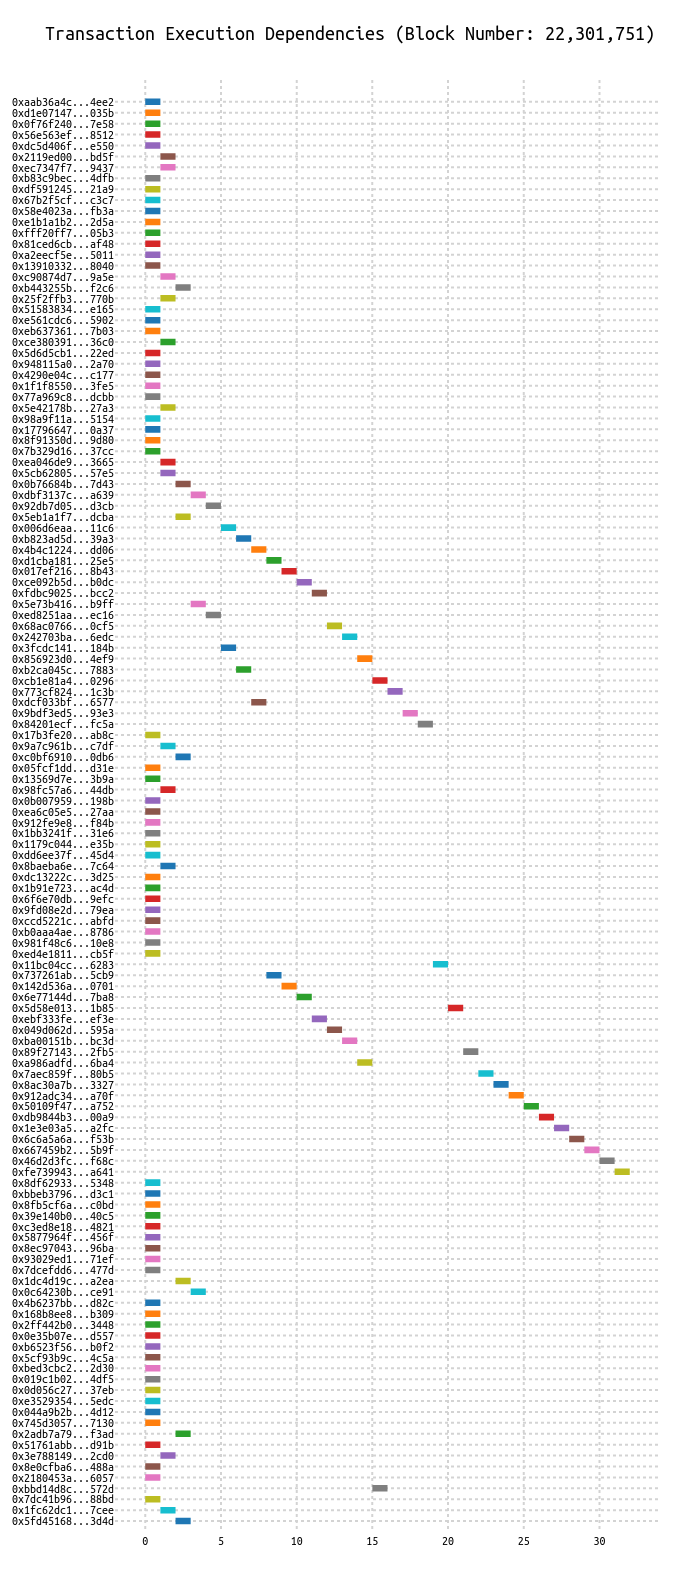 Transaction Execution Dependencies (Block Number: 22,301,751)
0xaab36a4c...4ee2
0xd1e07147...035b
0x0f76f240...7e58
0x56e563ef...8512
0xdc5d406f...e550
0x2119ed00...bd5f
0xec7347f7...9437
0xb83c9bec...4dfb
0xdf591245...21a9
0x67b2f5cf...c3c7
0x58e4023a...fb3a
0xe1b1a1b2...2d5a
0xfff20ff7...05b3
0x81ced6cb...af48
0xa2eecf5e...5011
0x13910332...8040
0xc90874d7...9a5e
0xb443255b...f2c6
0x25f2ffb3...770b
0x51583834...e165
0xe561cdc6...5902
0xeb637361...7b03
0xce380391...36c0
0x5d6d5cb1...22ed
0x948115a0...2a70
0x4290e04c...c177
0x1f1f8550...3fe5
0x77a969c8...dcbb
0x5e42178b...27a3
0x98a9f11a...5154
0x17796647...0a37
0x8f91350d...9d80
0x7b329d16...37cc
0xea046de9...3665
0x5cb62805...57e5
0x0b76684b...7d43
0xdbf3137c...a639
0x92db7d05...d3cb
0x5eb1a1f7...dcba
0x006d6eaa...11c6
0xb823ad5d...39a3
0x4b4c1224...dd06
0xd1cba181...25e5
0x017ef216...8b43
0xce092b5d...b0dc
0xfdbc9025...bcc2
0x5e73b416...b9ff
0xed8251aa...ec16
0x68ac0766...0cf5
0x242703ba...6edc
0x3fcdc141...184b
0x856923d0...4ef9
0xb2ca045c...7883
0xcb1e81a4...0296
0x773cf824...1c3b
0xdcf033bf...6577
0x9bdf3ed5...93e3
0x84201ecf...fc5a
0x17b3fe20...ab8c
0x9a7c961b...c7df
0xc0bf6910...0db6
0x05fcf1dd...d31e
0x13569d7e...3b9a
0x98fc57a6...44db
0x0b007959...198b
0xea6c05e5...27aa
0x912fe9e8...f84b
0x1bb3241f...31e6
0x1179c044...e35b
0xdd6ee37f...45d4
0x8baeba6e...7c64
0xdc13222c...3d25
0x1b91e723...ac4d
0x6f6e70db...9efc
0x9fd08e2d...79ea
0xccd5221c...abfd
0xb0aaa4ae...8786
0x981f48c6...10e8
0xed4e1811...cb5f
0x11bc04cc...6283
0x737261ab...5cb9
0x142d536a...0701
0x6e77144d...7ba8
0x5d58e013...1b85
0xebf333fe...ef3e
0x049d062d...595a
0xba00151b...bc3d
0x89f27143...2fb5
0xa986adfd...6ba4
0x7aec859f...80b5
0x8ac30a7b...3327
0x912adc34...a70f
0x50109f47...a752
0xdb9844b3...00a9
0x1e3e03a5...a2fc
0x6c6a5a6a...f53b
0x667459b2...5b9f
0x46d2d3fc...f68c
0xfe739943...a641
0x8df62933...5348
0xbbeb3796...d3c1
0x8fb5cf6a...c0bd
0x39e140b0...40c5
0xc3ed8e18...4821
0x5877964f...456f
0x8ec97043...96ba
0x93029ed1...71ef
0x7dcefdd6...477d
0x1dc4d19c...a2ea
0x0c64230b...ce91
0x4b6237bb...d82c
0x168b8ee8...b309
0x2ff442b0...3448
0x0e35b07e...d557
0xb6523f56...b0f2
0x5cf93b9c...4c5a
0xbed3cbc2...2d30
0x019c1b02...4df5
0x0d056c27...37eb
0xe3529354...5edc
0x044a9b2b...4d12
0x745d3057...7130
0x2adb7a79...f3ad
0x51761abb...d91b
0x3e788149...2cd0
0x8e0cfba6...488a
0x2180453a...6057
0xbbd14d8c...572d
0x7dc41b96...88bd
0x1fc62dc1...7cee
0x5fd45168...3d4d
0 5 10 15 20 25 30